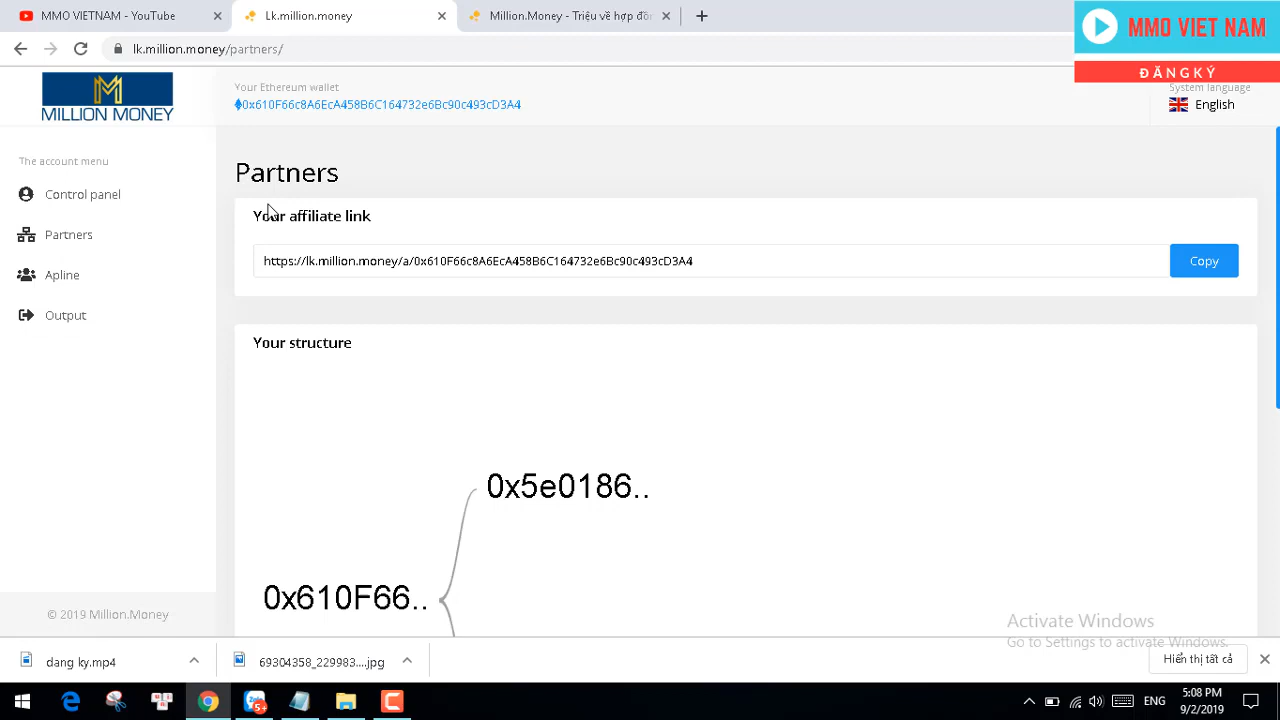 MMO VIETNAM - YouTube
Lk.million.money
Million.Money - Triệu về hợp đồn
MMO VIET NAM
ĐĂNG KÝ
lk.million.money/partners/
MILLION MONEY
Your Ethereum wallet
0x610F66c8A6EcA458B6C164732e6Bc90c493cD3A4
System language
English
The account menu
Control panel
Partners
Apline
Output
© 2019 Million.Money
Partners
Your affiliate link
https://lk.million.money/a/0x610F66c8A6EcA458B6C164732e6Bc90c493cD3A4
Copy
Your structure
0x5e0186..
0x610F66..
Activate Windows
Go to Settings to activate Windows.
dang ky.mp4
69304358_229983....jpg
Hiển thị tất cả
5+
ENG
5:08 PM
9/2/2019